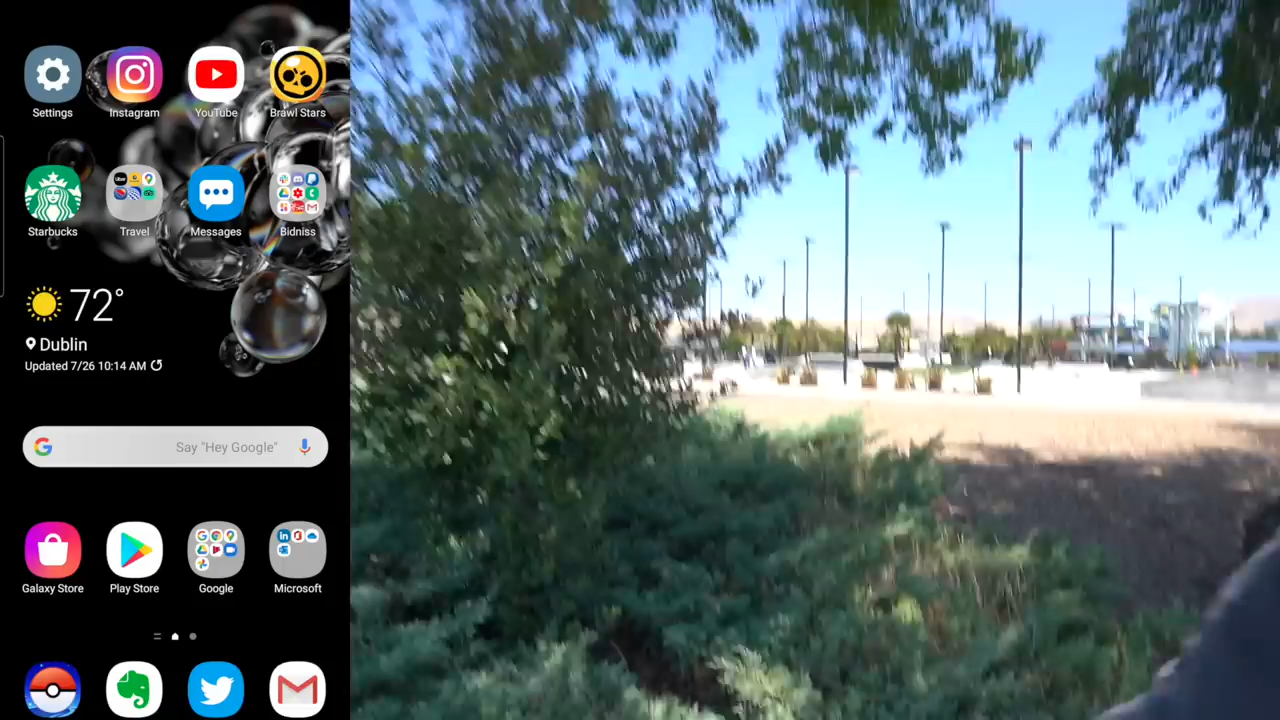 Settings
Instagram
YouTube
Brawl Stars
Starbucks
Travel
Messages
Bidniss
72°
Dublin
Updated 7/26 10:14 AM
Say "Hey Google"
Galaxy Store
Play Store
Google
Microsoft